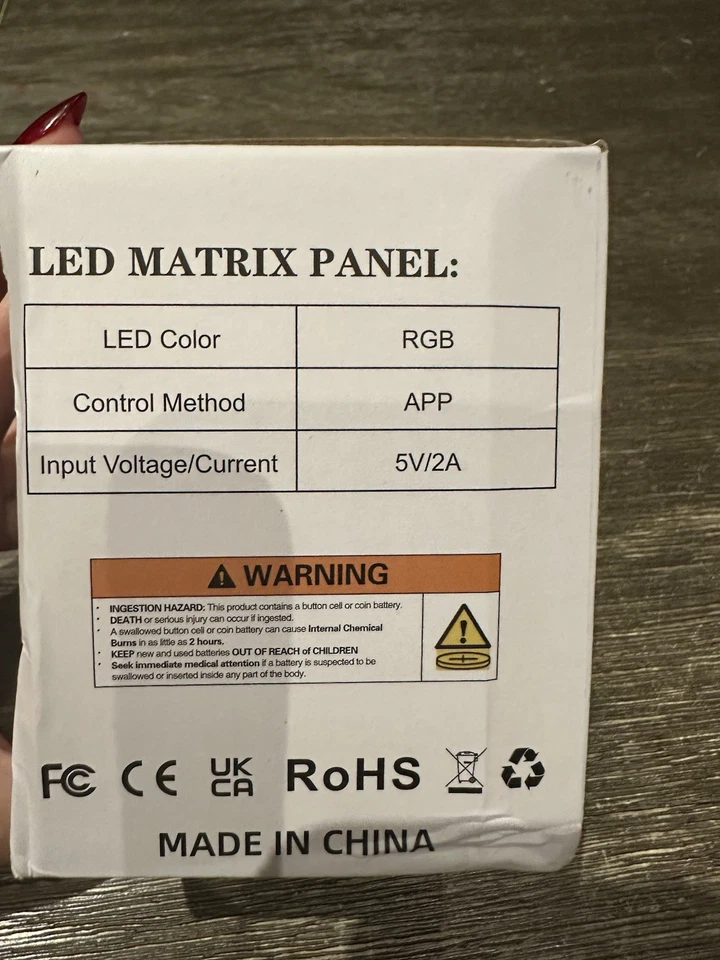 LED MATRIX PANEL:
LED Color RGB
Control Method APP
Input Voltage/Current 5V/2A
WARNING
• INGESTION HAZARD: This product contains a button cell or coin battery.
• DEATH or serious injury can occur if ingested.
• A swallowed button cell or coin battery can cause Internal Chemical
Burns in as little as 2 hours.
• KEEP new and used batteries OUT OF REACH of CHILDREN
• Seek immediate medical attention if a battery is suspected to be
swallowed or inserted inside any part of the body.
FC CE UK
CA RoHS
MADE IN CHINA